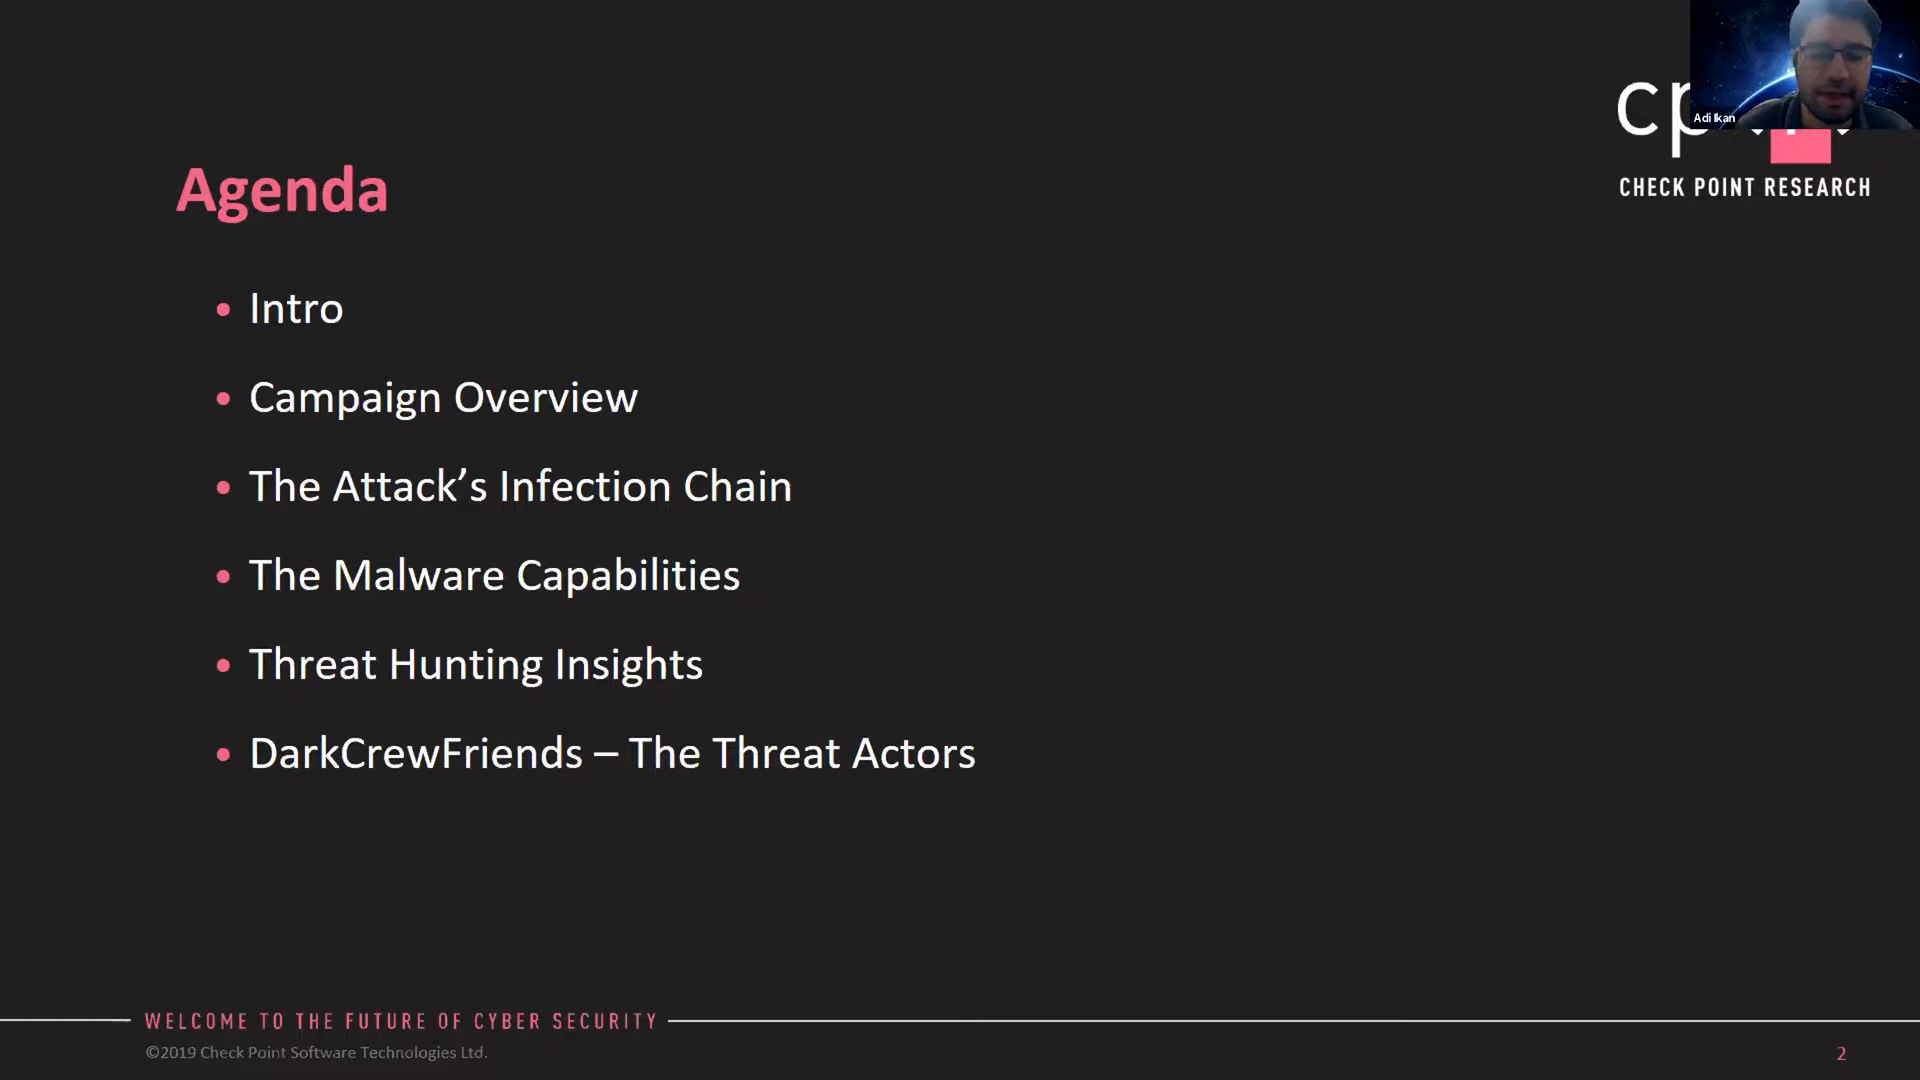 Adi Ikan
cp
CHECK POINT RESEARCH
Agenda
• Intro
• Campaign Overview
• The Attack’s Infection Chain
• The Malware Capabilities
• Threat Hunting Insights
• DarkCrewFriends – The Threat Actors
WELCOME TO THE FUTURE OF CYBER SECURITY
©2019 Check Point Software Technologies Ltd.
2